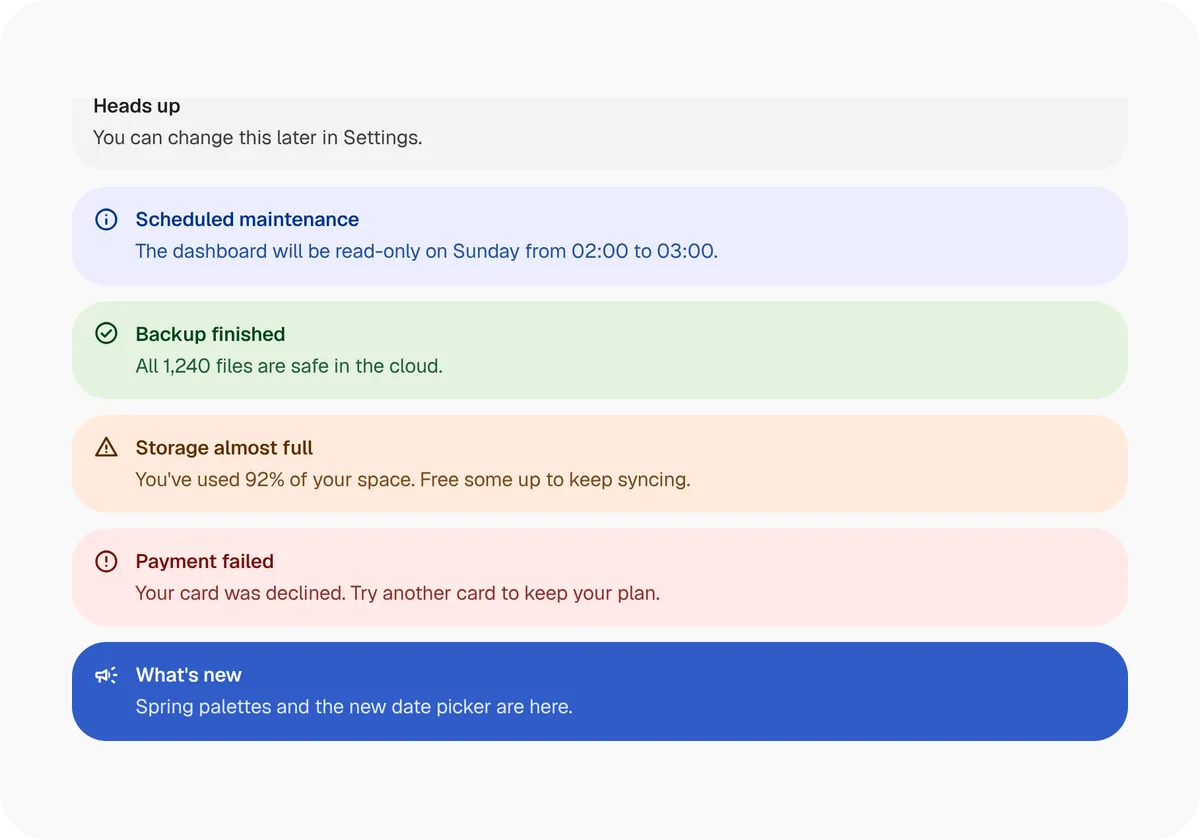 Heads up
You can change this later in Settings.
Scheduled maintenance
The dashboard will be read-only on Sunday from 02:00 to 03:00.
Backup finished
All 1,240 files are safe in the cloud.
Storage almost full
You've used 92% of your space. Free some up to keep syncing.
Payment failed
Your card was declined. Try another card to keep your plan.
What's new
Spring palettes and the new date picker are here.